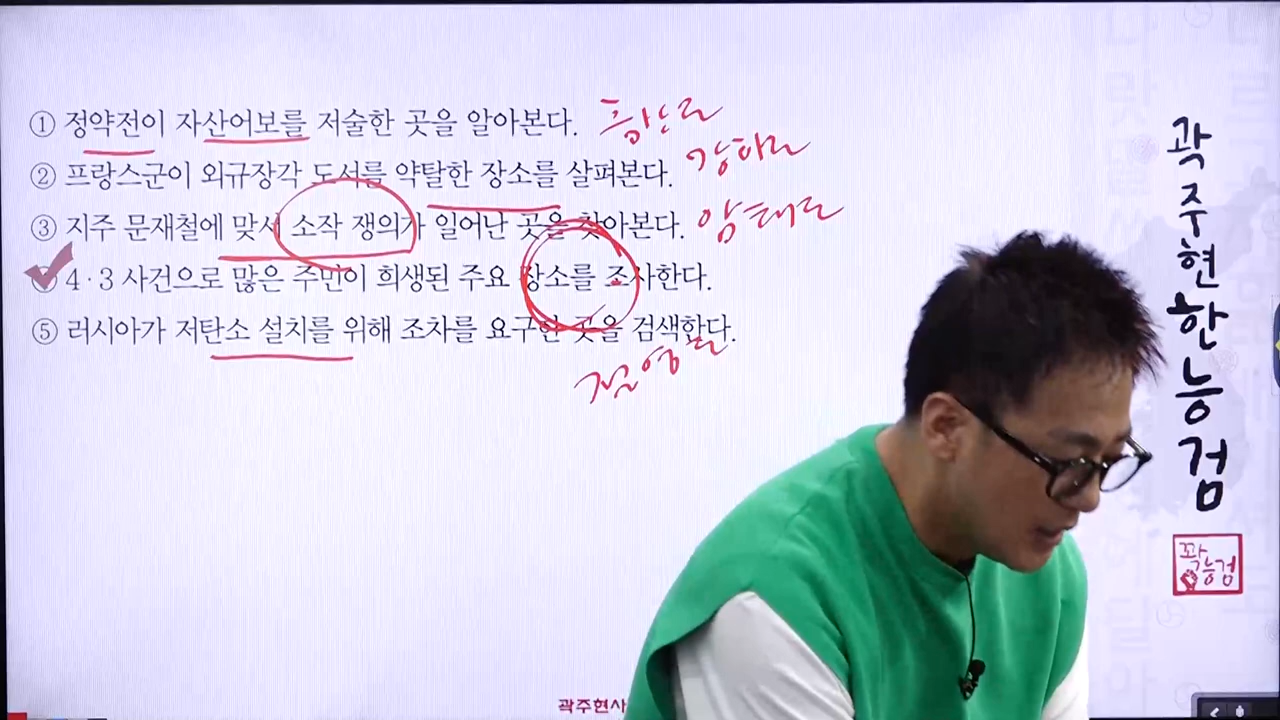 ① 정약전이 자산어보를 저술한 곳을 알아본다. 흑산도
② 프랑스군이 외규장각 도서를 약탈한 장소를 살펴본다. 강화도
③ 지주 문재철에 맞서 소작 쟁의가 일어난 곳을 찾아본다. 암태도
4·3 사건으로 많은 주민이 희생된 주요 장소를 조사한다.
⑤ 러시아가 저탄소 설치를 위해 조차를 요구한 곳을 검색한다.
절영도
곽주현한능검
꽉능검
곽주현사